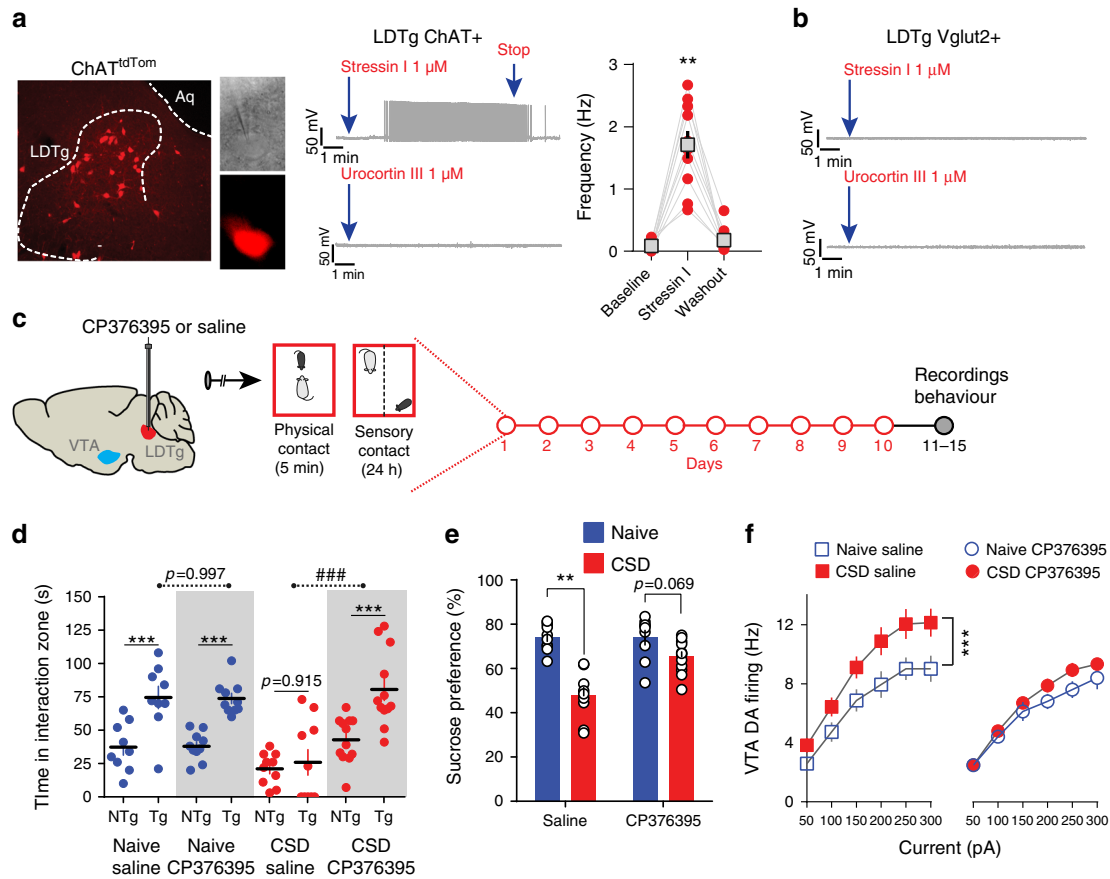 a
ChAT^tdTom
Aq
LDTg
LDTg ChAT+
Stop
Stressin I 1 μM
50 mV
1 min
Urocortin III 1 μM
50 mV
1 min
3
2
1
0
Frequency (Hz)
**
Baseline
Stressin I
Washout
b
LDTg Vglut2+
Stressin I 1 μM
50 mV
1 min
Urocortin III 1 μM
50 mV
1 min
c
CP376395 or saline
VTA
LDTg
Physical
contact
(5 min)
Sensory
contact
(24 h)
1 2 3 4 5 6 7 8 9 10
Days
Recordings
behaviour
11–15
d
TIme in interaction zone (s)
150
125
100
75
50
25
0
p=0.997
###
***
***
p=0.915
***
NTg Tg NTg Tg NTg Tg NTg Tg
Naive
saline
Naive
CP376395
CSD
saline
CSD
CP376395
e
Naive
CSD
Sucrose preference (%)
100
80
60
40
20
0
**
p=0.069
Saline
CP376395
f
Naive saline
CSD saline
Naive CP376395
CSD CP376395
VTA DA firing (Hz)
12
8
4
0
***
50 100 150 200 250 300
50 100 150 200 250 300
Current (pA)